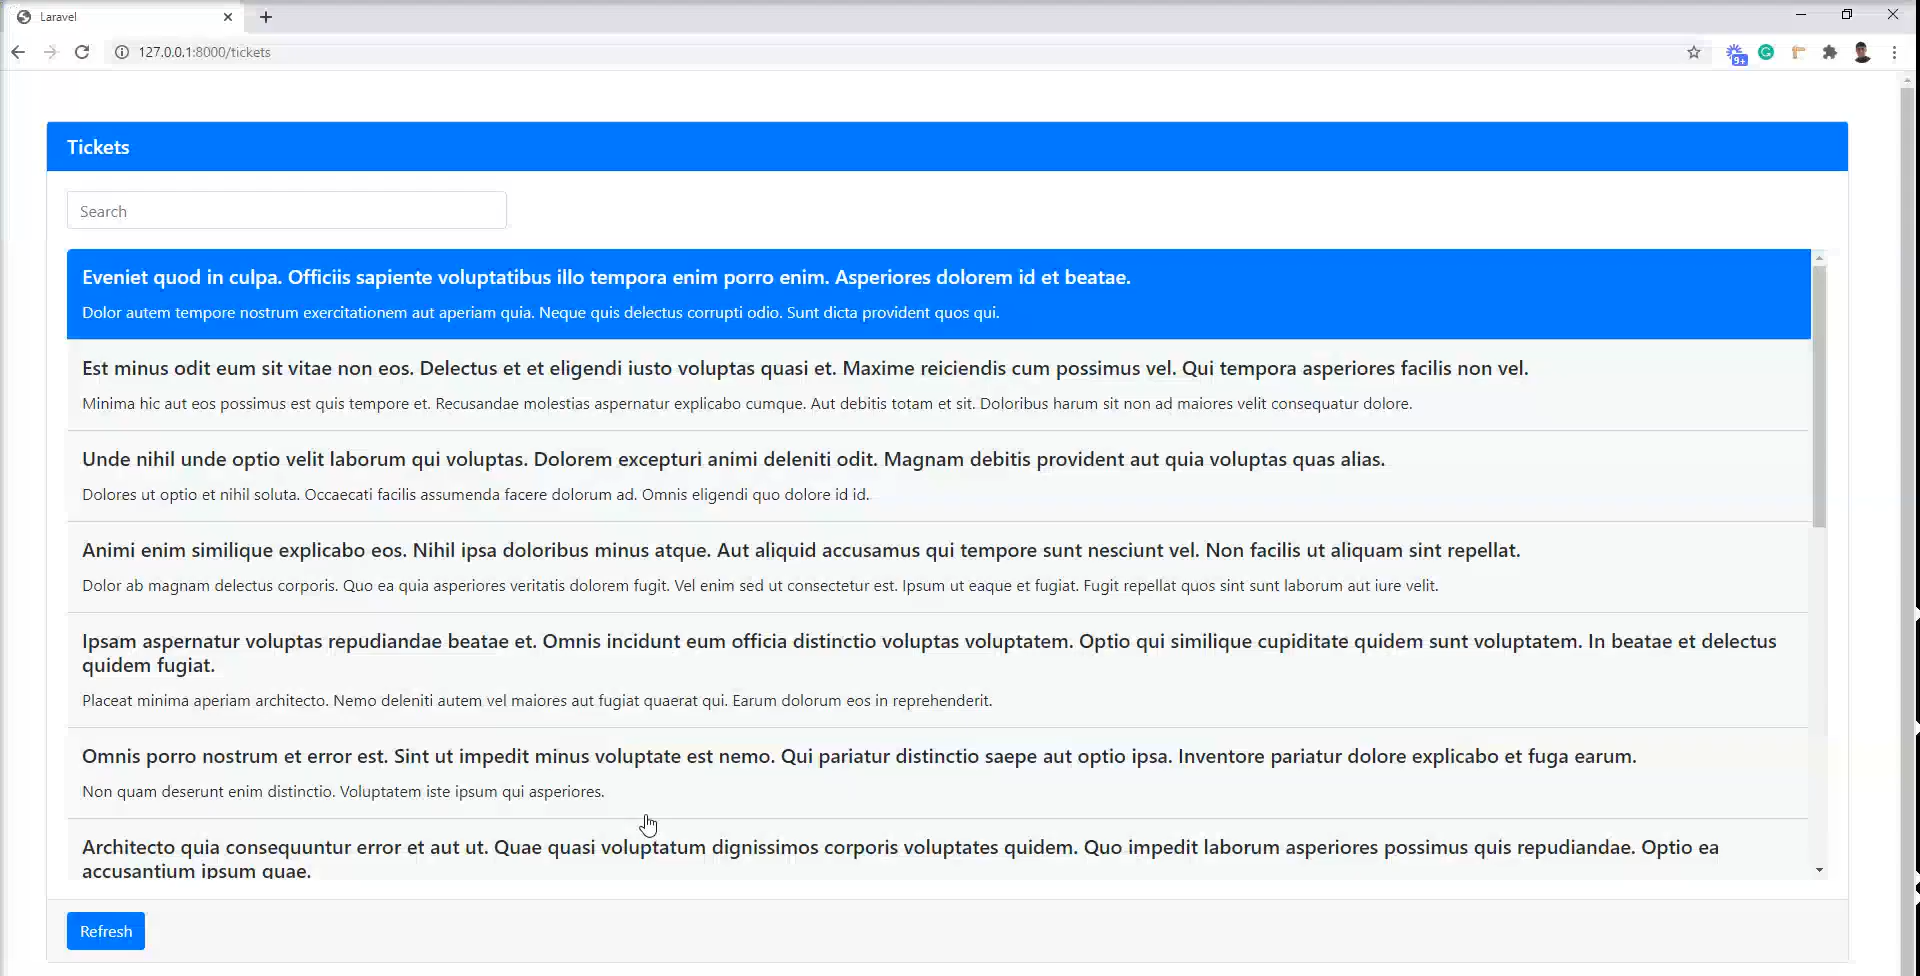 Laravel
127.0.0.1:8000/tickets
9+
Tickets
Search
Eveniet quod in culpa. Officiis sapiente voluptatibus illo tempora enim porro enim. Asperiores dolorem id et beatae.
Dolor autem tempore nostrum exercitationem aut aperiam quia. Neque quis delectus corrupti odio. Sunt dicta provident quos qui.
Est minus odit eum sit vitae non eos. Delectus et et eligendi iusto voluptas quasi et. Maxime reiciendis cum possimus vel. Qui tempora asperiores facilis non vel.
Minima hic aut eos possimus est quis tempore et. Recusandae molestias aspernatur explicabo cumque. Aut debitis totam et sit. Doloribus harum sit non ad maiores velit consequatur dolore.
Unde nihil unde optio velit laborum qui voluptas. Dolorem excepturi animi deleniti odit. Magnam debitis provident aut quia voluptas quas alias.
Dolores ut optio et nihil soluta. Occaecati facilis assumenda facere dolorum ad. Omnis eligendi quo dolore id id.
Animi enim similique explicabo eos. Nihil ipsa doloribus minus atque. Aut aliquid accusamus qui tempore sunt nesciunt vel. Non facilis ut aliquam sint repellat.
Dolor ab magnam delectus corporis. Quo ea quia asperiores veritatis dolorem fugit. Vel enim sed ut consectetur est. Ipsum ut eaque et fugiat. Fugit repellat quos sint sunt laborum aut iure velit.
Ipsam aspernatur voluptas repudiandae beatae et. Omnis incidunt eum officia distinctio voluptas voluptatem. Optio qui similique cupiditate quidem sunt voluptatem. In beatae et delectus
quidem fugiat.
Placeat minima aperiam architecto. Nemo deleniti autem vel maiores aut fugiat quaerat qui. Earum dolorum eos in reprehenderit.
Omnis porro nostrum et error est. Sint ut impedit minus voluptate est nemo. Qui pariatur distinctio saepe aut optio ipsa. Inventore pariatur dolore explicabo et fuga earum.
Non quam deserunt enim distinctio. Voluptatem iste ipsum qui asperiores.
Architecto quia consequuntur error et aut ut. Quae quasi voluptatum dignissimos corporis voluptates quidem. Quo impedit laborum asperiores possimus quis repudiandae. Optio ea
accusantium ipsum quae.
Refresh